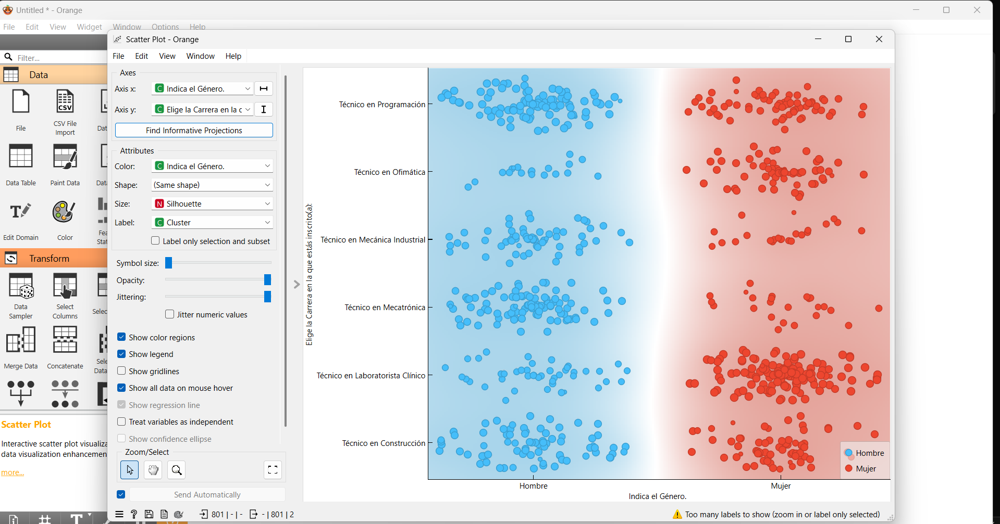 Untitled * - Orange
File Edit View Widget Window Options Help
Filter...
Data
File
CSV File Import
Data Table
Paint Data
Edit Domain
Color
Transform
Data Sampler
Select Columns
Merge Data
Concatenate
Scatter Plot
Interactive scatter plot visualiza
data visualization enhancemen
more...
Scatter Plot - Orange
File Edit View Window Help
Axes
Axis x: C Indica el Género.
Axis y: C Elige la Carrera en la c
Find Informative Projections
Attributes
Color: C Indica el Género.
Shape: (Same shape)
Size: N Silhouette
Label: C Cluster
Label only selection and subset
Symbol size:
Opacity:
Jittering:
Jitter numeric values
Show color regions
Show legend
Show gridlines
Show all data on mouse hover
Show regression line
Treat variables as independent
Show confidence ellipse
Zoom/Select
Send Automatically
801 | - | - - | 801 | 2
Elige la Carrera en la que estás inscrito(a):
Técnico en Programación
Técnico en Ofimática
Técnico en Mecánica Industrial
Técnico en Mecatrónica
Técnico en Laboratorista Clínico
Técnico en Construcción
Hombre
Mujer
Hombre Mujer
Indica el Género.
Too many labels to show (zoom in or label only selected)